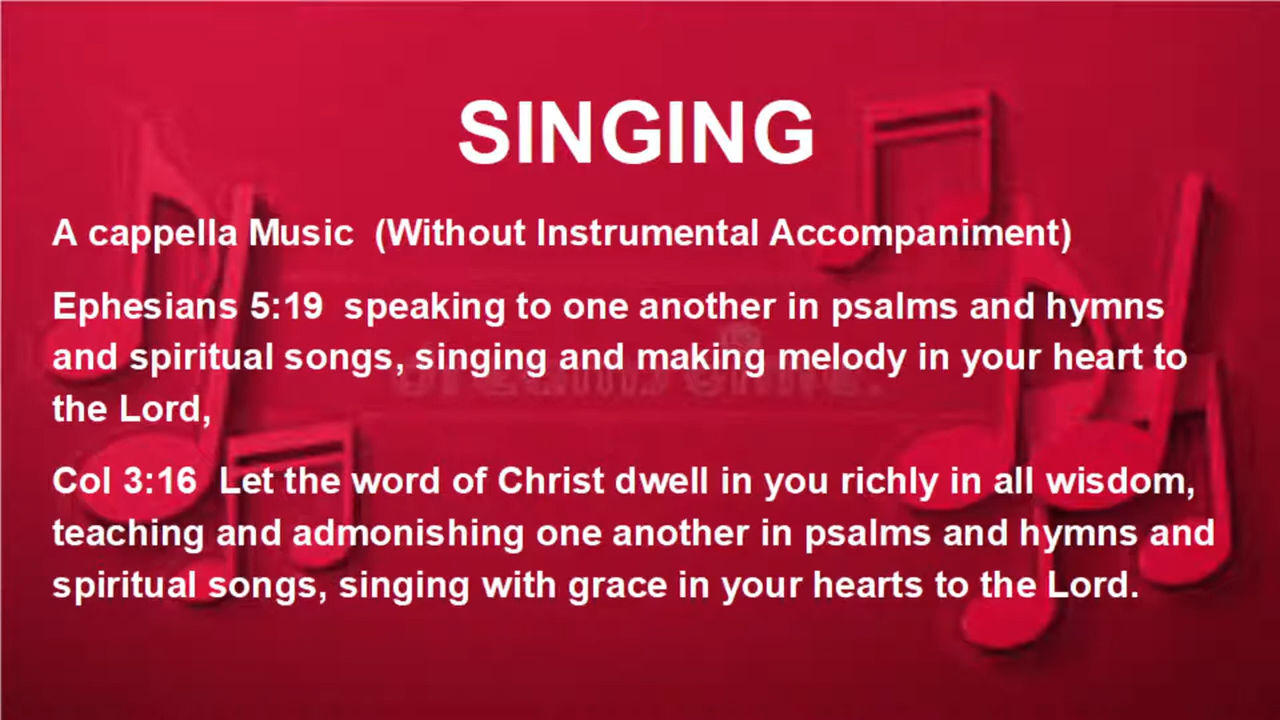 SINGING
A cappella Music  (Without Instrumental Accompaniment)
Ephesians 5:19  speaking to one another in psalms and hymns
and spiritual songs, singing and making melody in your heart to
the Lord,
Col 3:16  Let the word of Christ dwell in you richly in all wisdom,
teaching and admonishing one another in psalms and hymns and
spiritual songs, singing with grace in your hearts to the Lord.